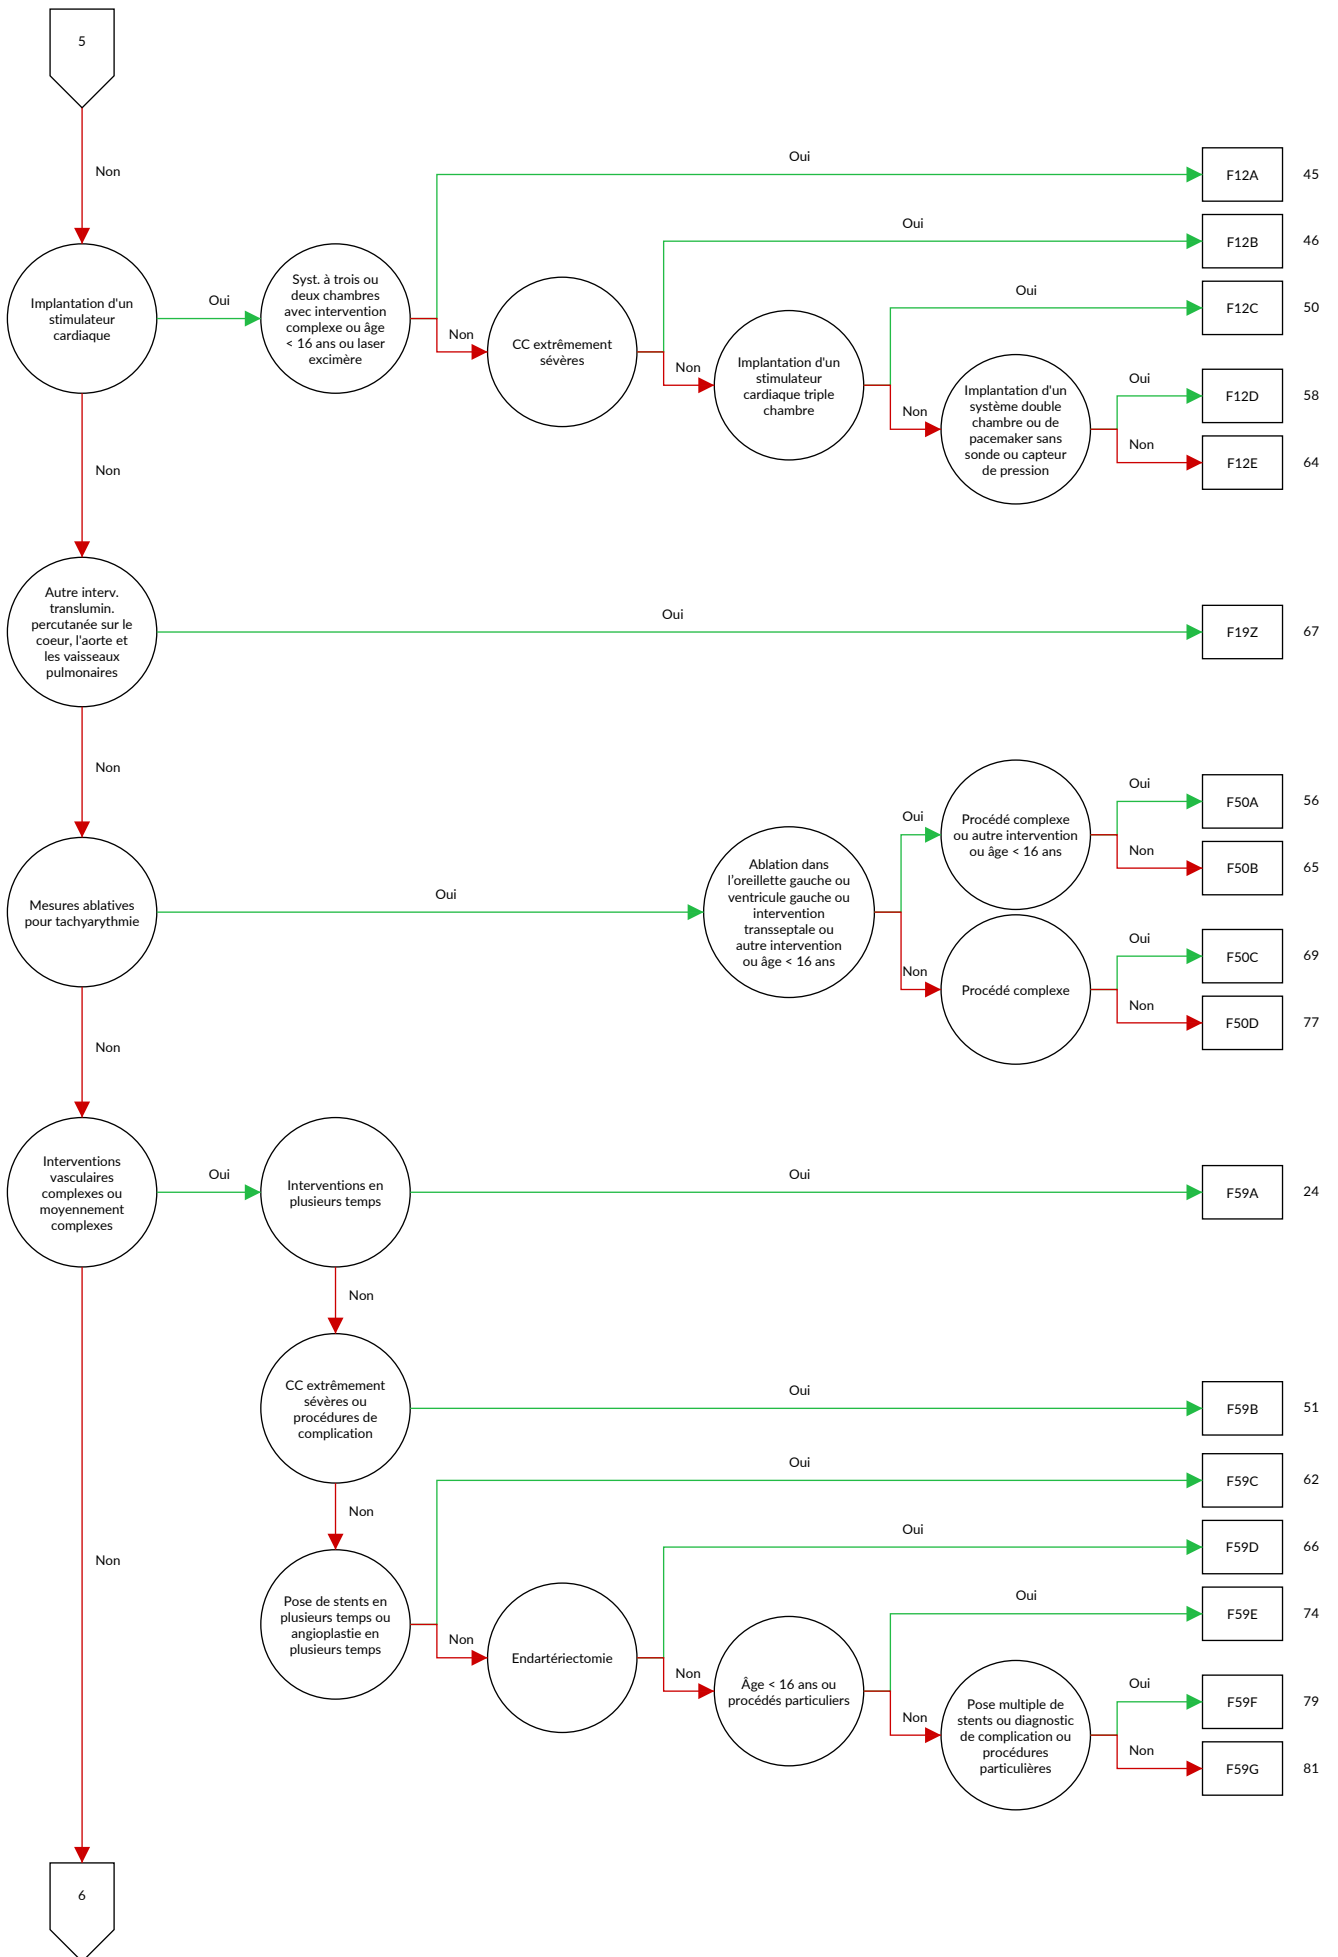 5
Non
Implantation d'un
stimulateur
cardiaque
Oui
Syst. à trois ou
deux chambres
avec intervention
complexe ou âge
< 16 ans ou laser
excimère
Oui
F12A
45
Non
CC extrêmement
sévères
Oui
F12B
46
Non
Implantation d'un
stimulateur
cardiaque triple
chambre
Oui
F12C
50
Non
Implantation d'un
système double
chambre ou de
pacemaker sans
sonde ou capteur
de pression
Oui
F12D
58
Non
F12E
64
Non
Autre interv.
translumin.
percutanée sur le
coeur, l'aorte et
les vaisseaux
pulmonaires
Oui
F19Z
67
Non
Mesures ablatives
pour tachyarythmie
Oui
Ablation dans
l'oreillette gauche ou
ventricule gauche ou
intervention
transseptale ou
autre intervention
ou âge < 16 ans
Oui
Procédé complexe
ou autre intervention
ou âge < 16 ans
Oui
F50A
56
Non
F50B
65
Non
Procédé complexe
Oui
F50C
69
Non
F50D
77
Non
Interventions
vasculaires
complexes ou
moyennement
complexes
Oui
Interventions en
plusieurs temps
Oui
F59A
24
Non
CC extrêmement
sévères ou
procédures de
complication
Oui
F59B
51
Non
Pose de stents en
plusieurs temps ou
angioplastie en
plusieurs temps
Oui
F59C
62
Non
Endartériectomie
Oui
F59D
66
Non
Âge < 16 ans ou
procédés particuliers
Oui
F59E
74
Non
Pose multiple de
stents ou diagnostic
de complication ou
procédures
particulières
Oui
F59F
79
Non
F59G
81
Non
6